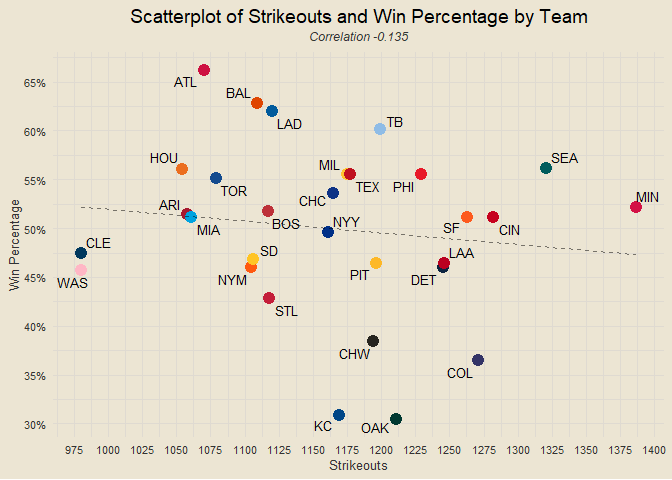 Scatterplot of Strikeouts and Win Percentage by Team
Correlation -0.135
Win Percentage
65%
60%
55%
50%
45%
40%
35%
30%
ATL
BAL
LAD
TB
HOU
TOR
MIL
TEX
PHI
SEA
CHC
MIN
ARI
MIA
BOS
NYY
SF
CIN
CLE
WAS
SD
NYM
PIT
LAA
DET
STL
CHW
COL
KC
OAK
975 1000 1025 1050 1075 1100 1125 1150 1175 1200 1225 1250 1275 1300 1325 1350 1375 1400
Strikeouts